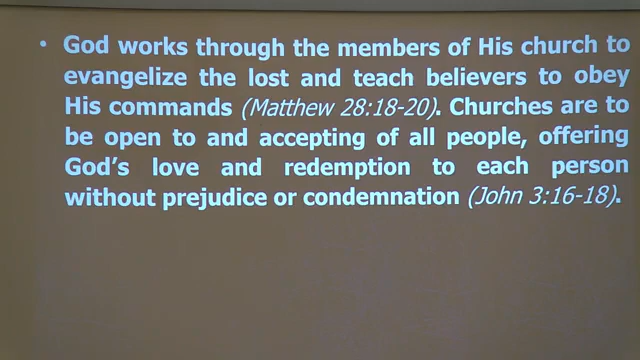 • God works through the members of His church to
evangelize the lost and teach believers to obey
His commands (Matthew 28:18-20). Churches are to
be open to and accepting of all people, offering
God's love and redemption to each person
without prejudice or condemnation (John 3:16-18).